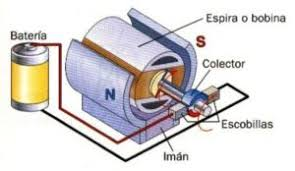 Espira o bobina
Batería
S
Colector
N
Escobillas
Imán